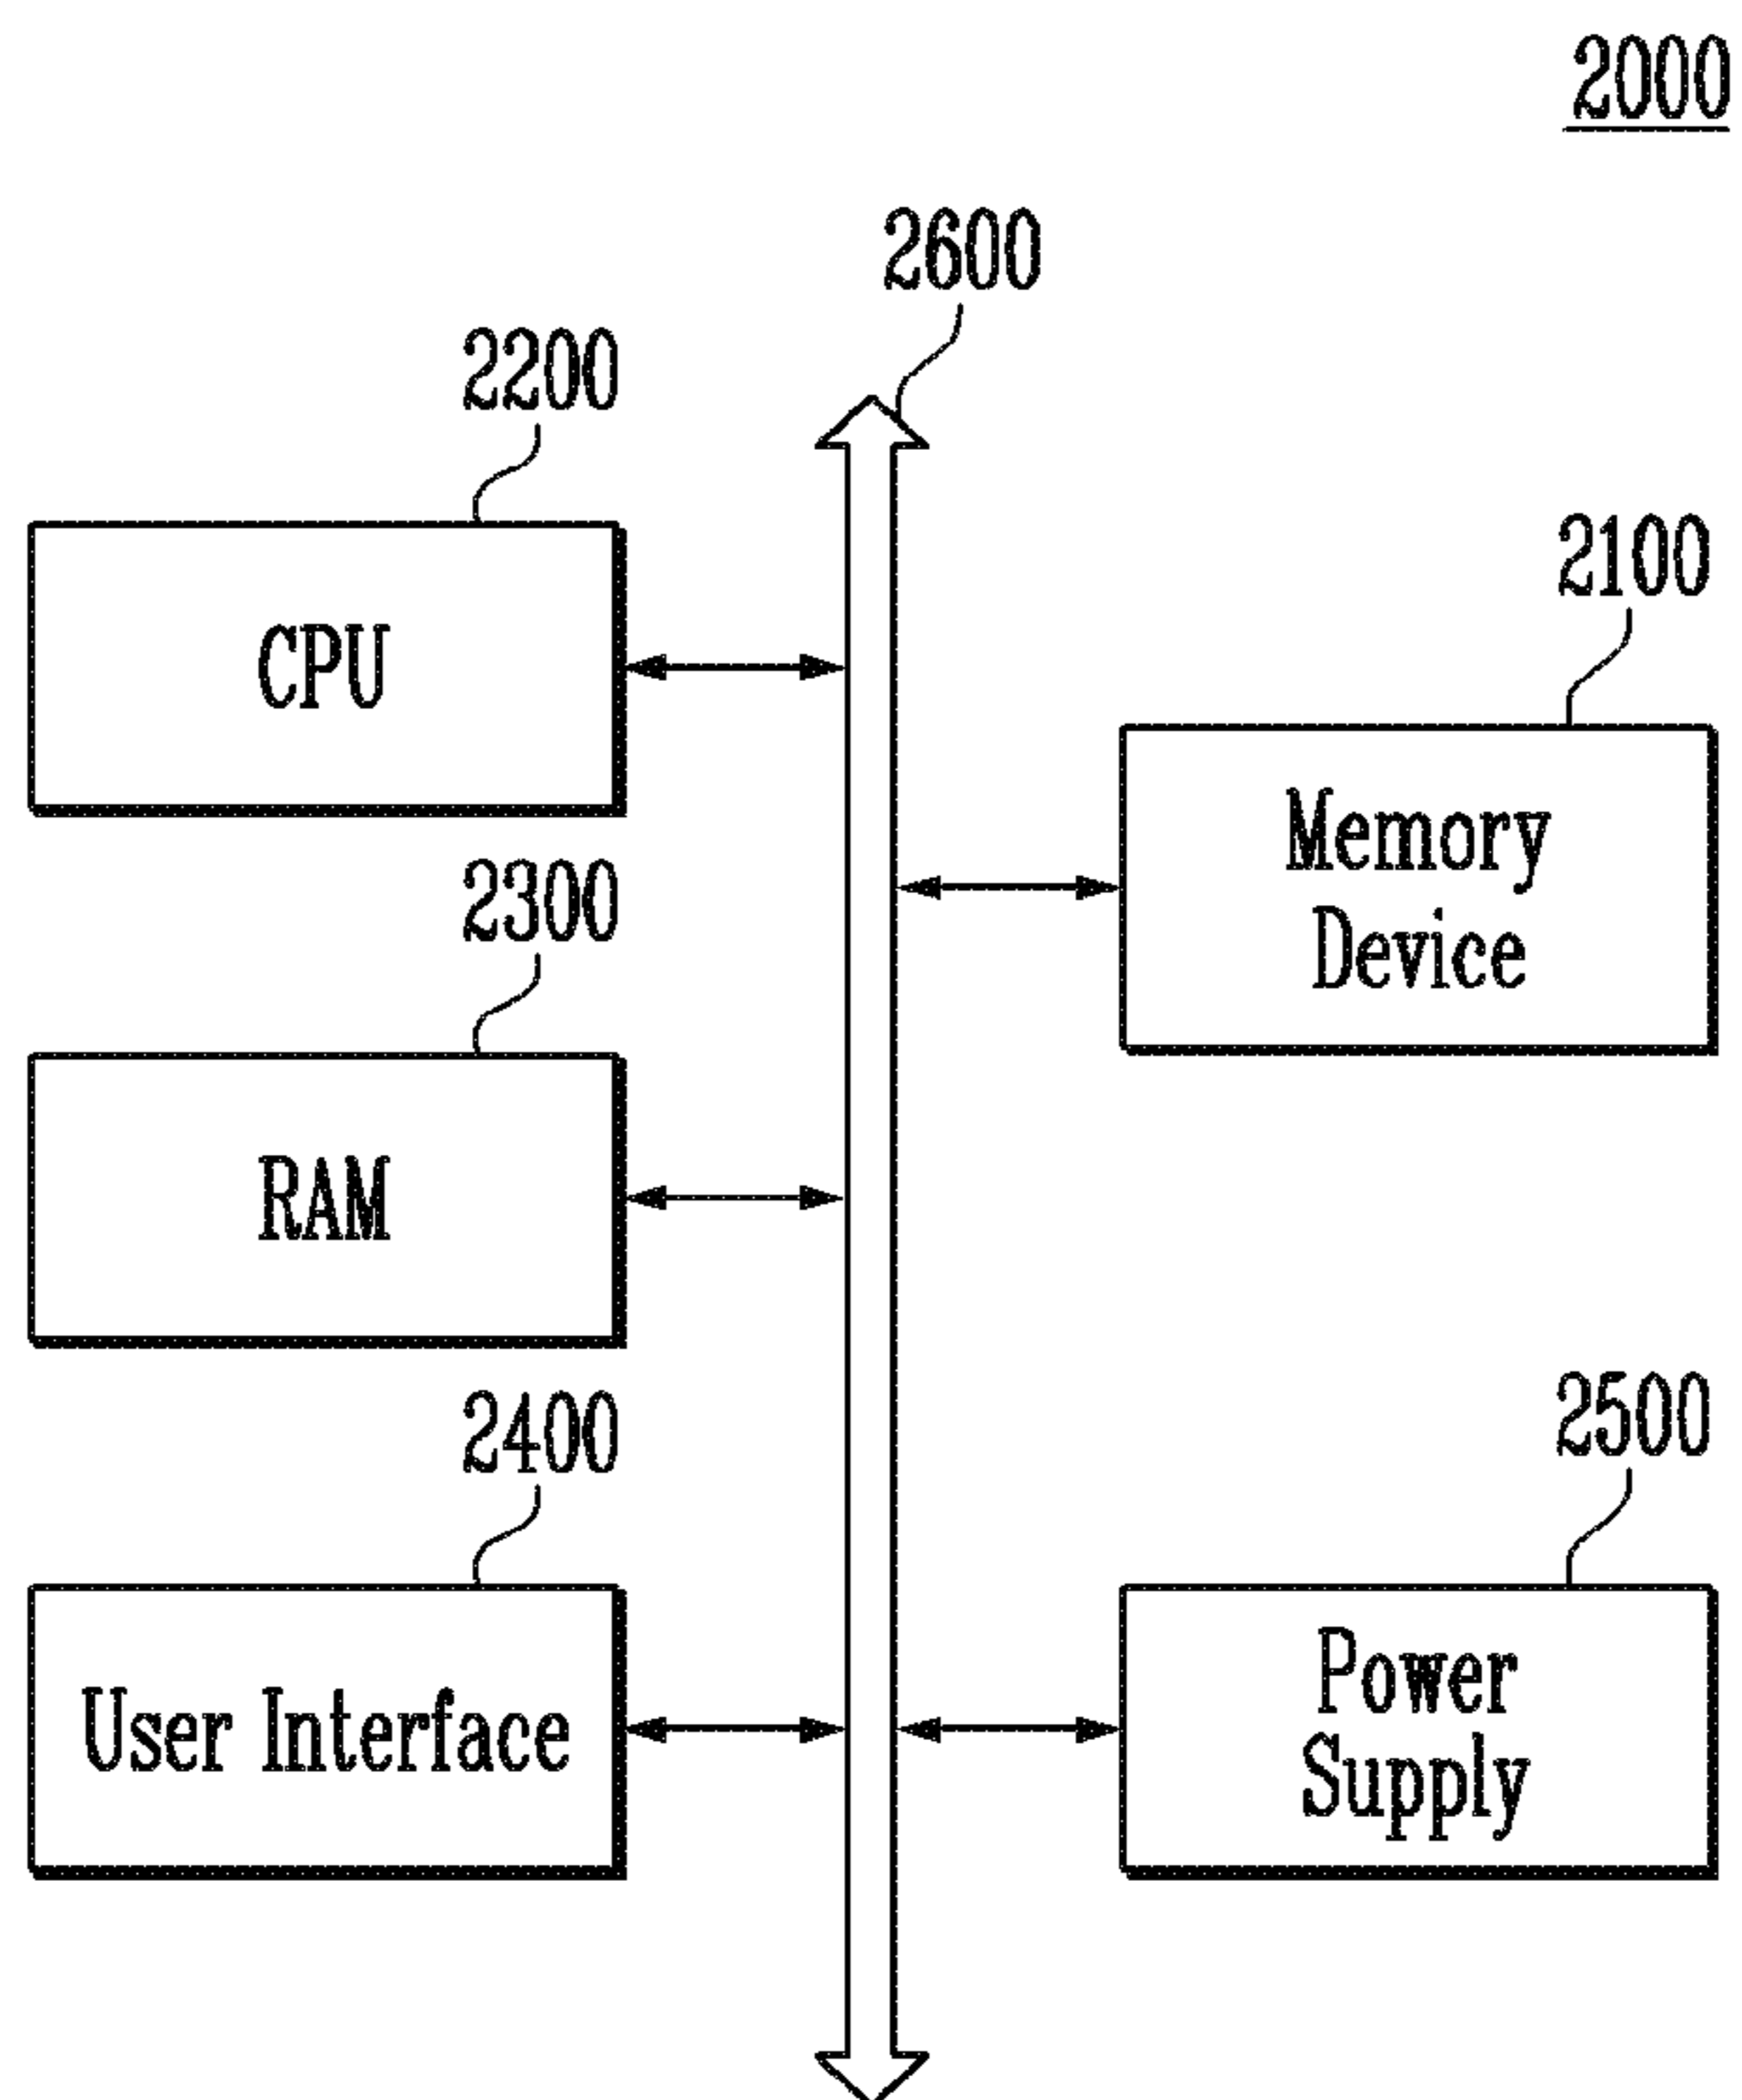 2000
2600
2200
CPU
2100
Memory
Device
2300
RAM
2400
User Interface
2500
Power
Supply